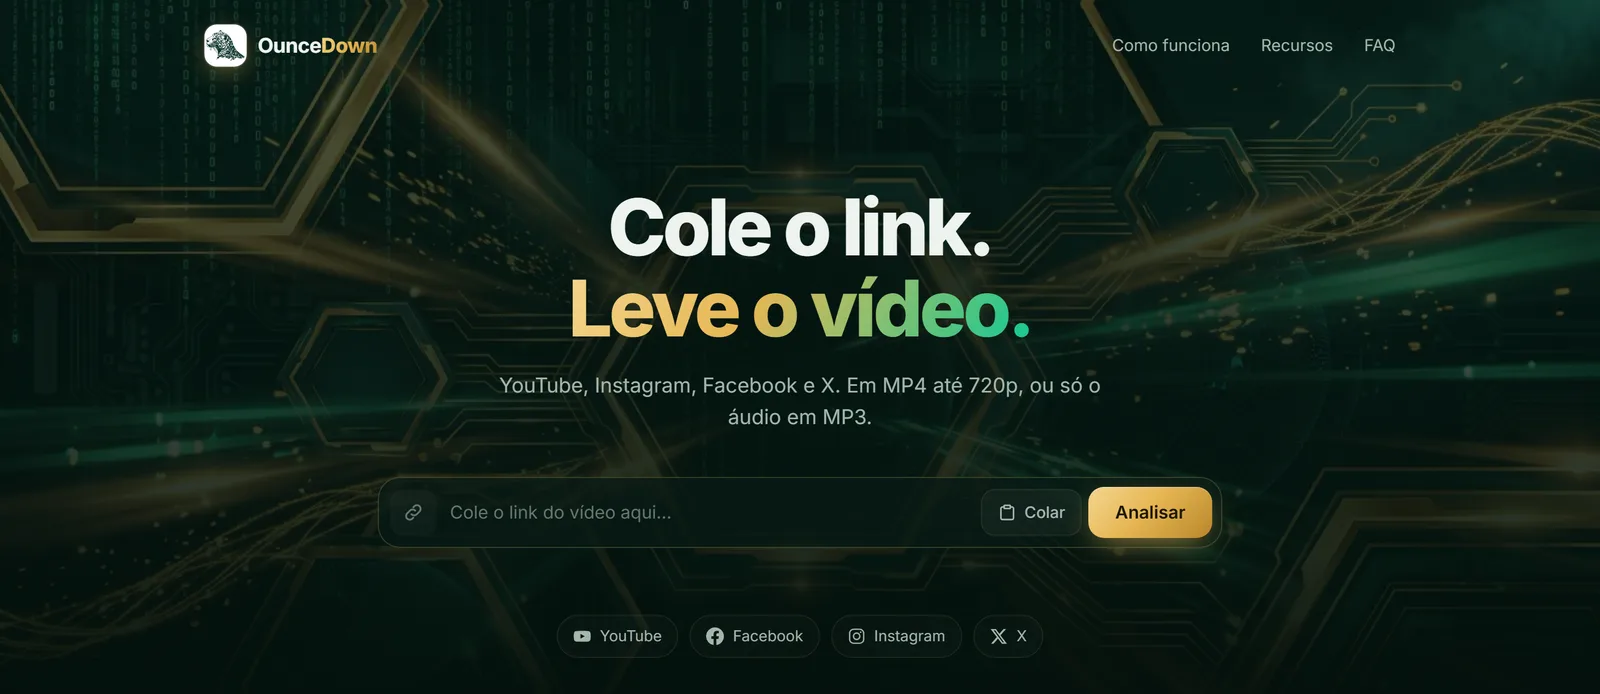 OunceDown
Como funciona
Recursos
FAQ
Cole o link.
Leve o vídeo.
YouTube, Instagram, Facebook e X. Em MP4 até 720p, ou só o
áudio em MP3.
Cole o link do vídeo aqui...
Colar
Analisar
YouTube
Facebook
Instagram
X